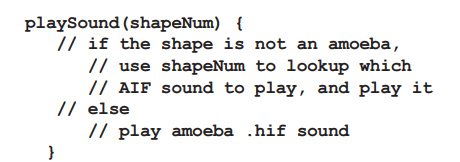 playSound(shapeNum) {
// if the shape is not an amoeba,
// use shapeNum to lookup which
// AIF sound to play, and play it
// else
// play amoeba .hif sound
}